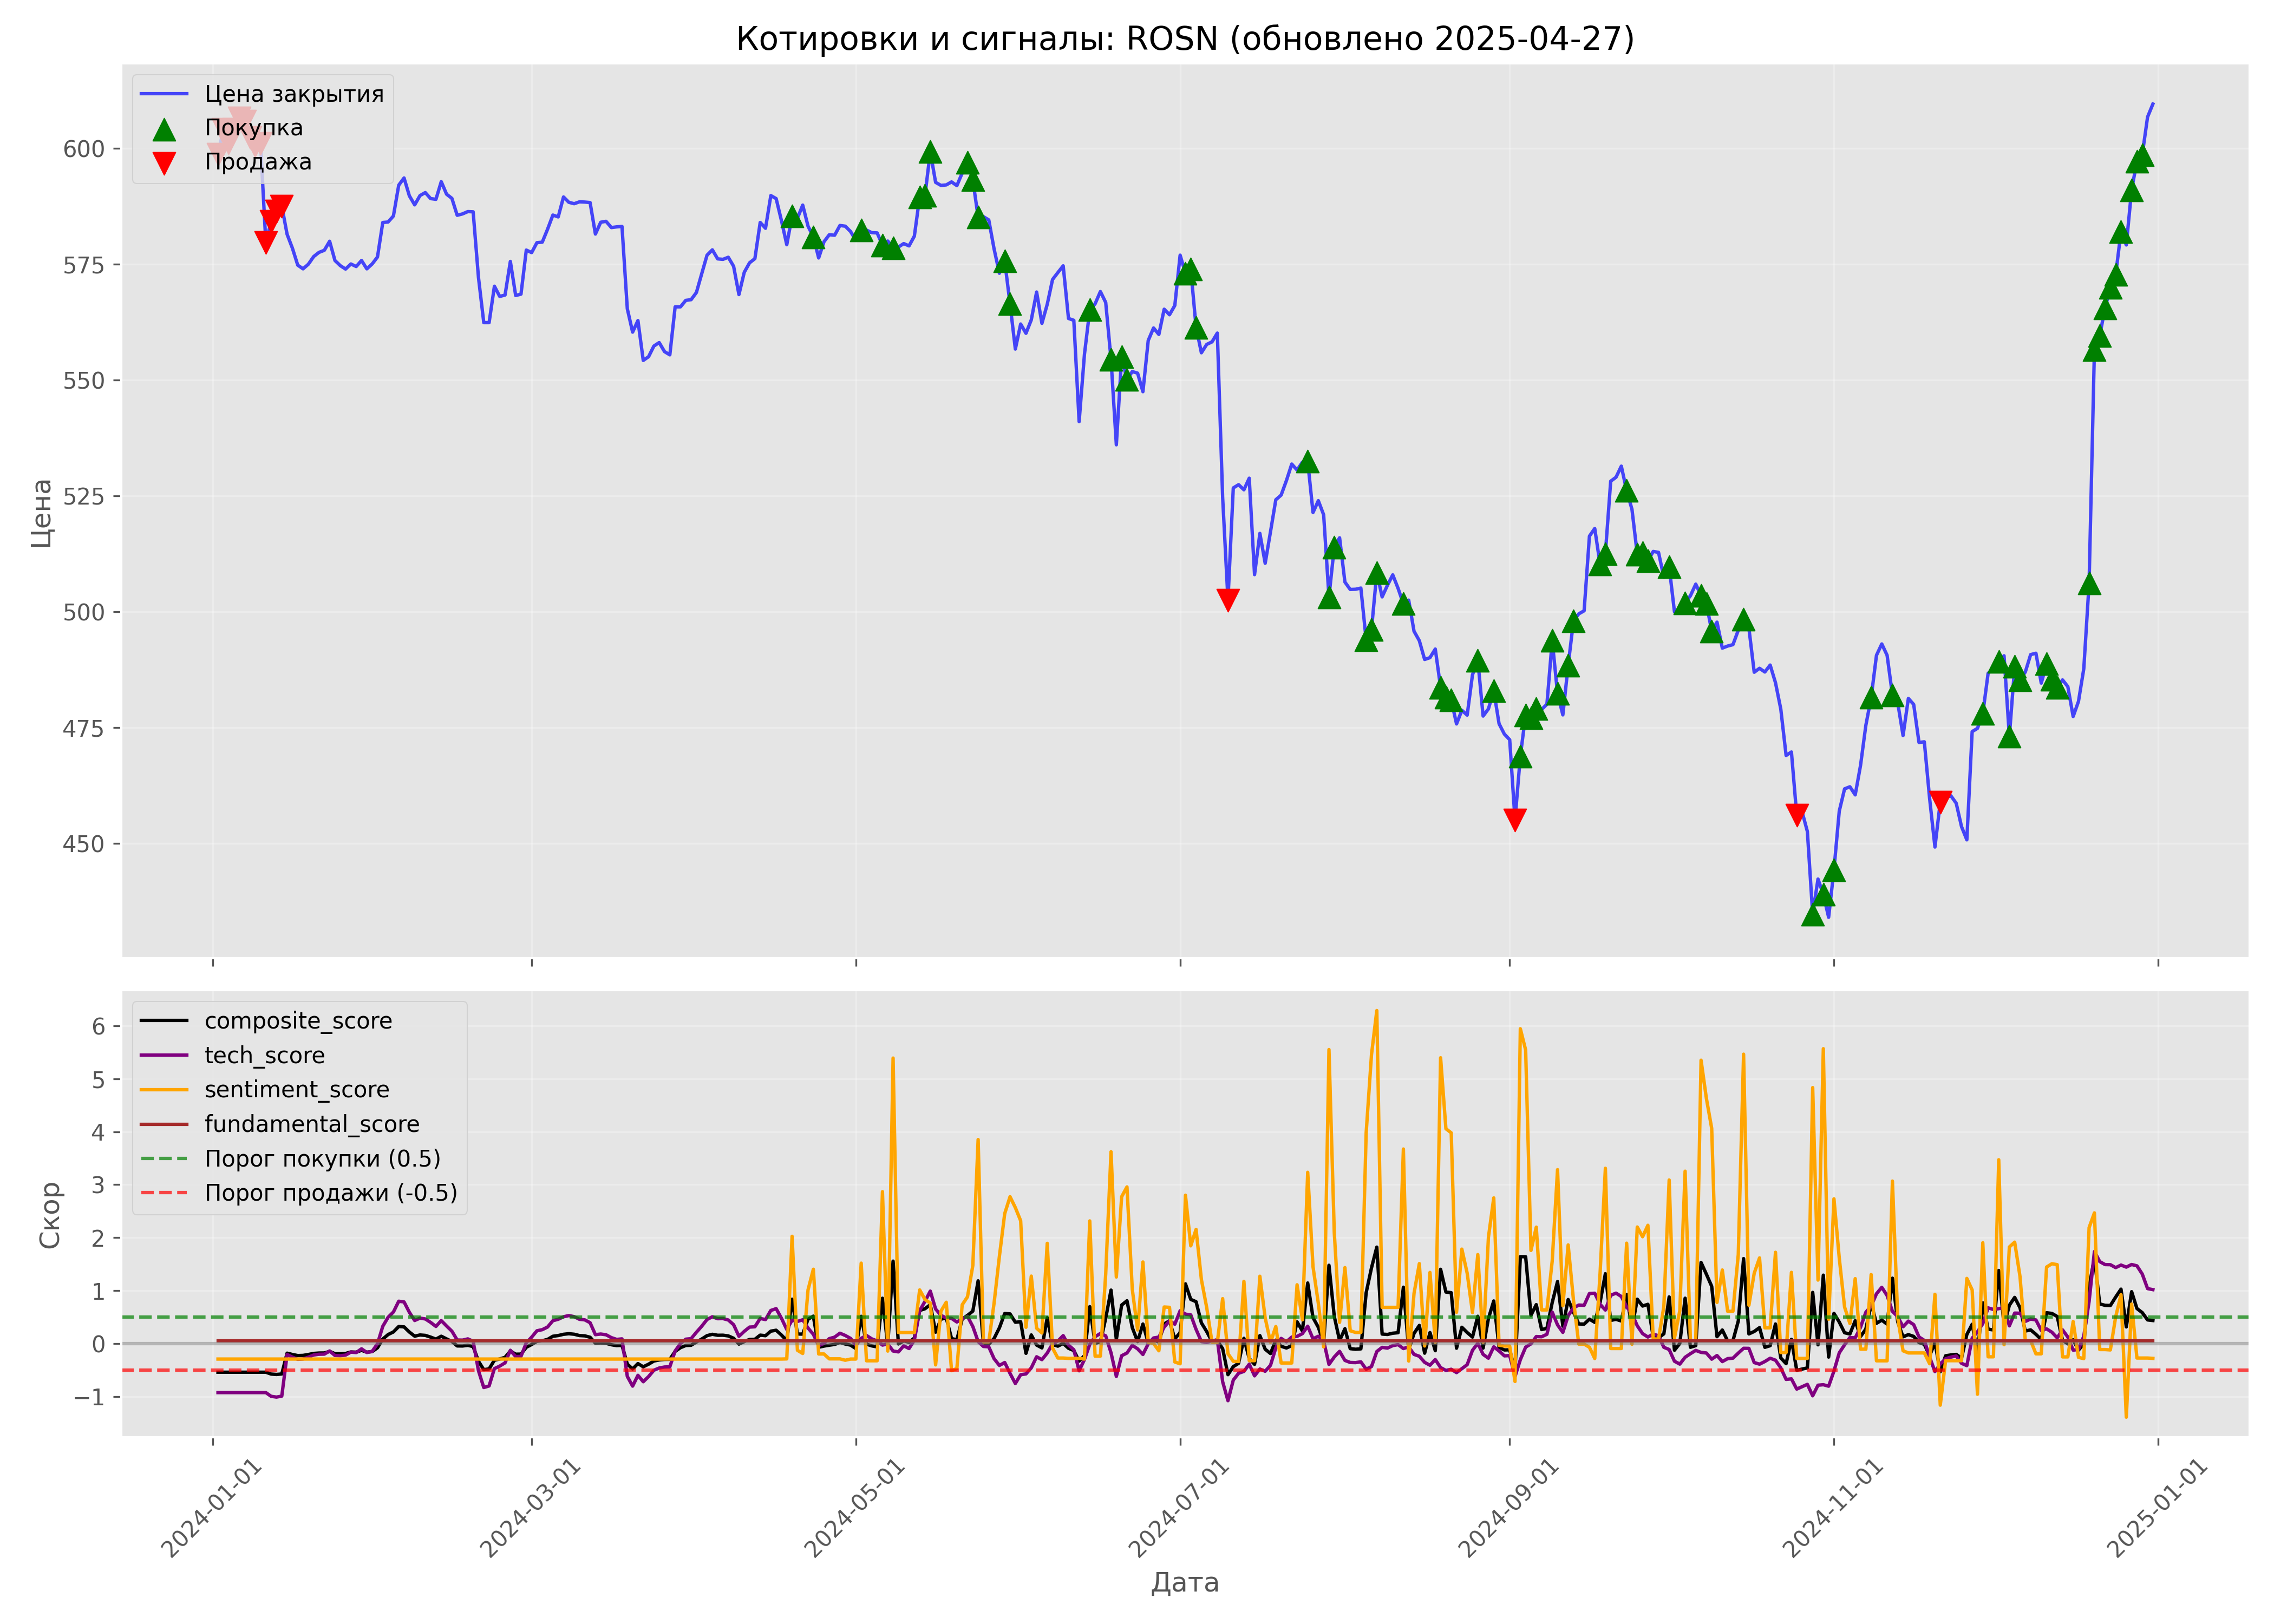 Котировки и сигналы: ROSN (обновлено 2025-04-27)
Цена закрытия
Покупка
Продажа
600
575
550
525
500
475
450
Цена
composite_score
tech_score
sentiment_score
fundamental_score
Порог покупки (0.5)
Порог продажи (-0.5)
6
5
4
3
2
1
0
−1
Скор
2024-01-01
2024-03-01
2024-05-01
2024-07-01
2024-09-01
2024-11-01
2025-01-01
Дата